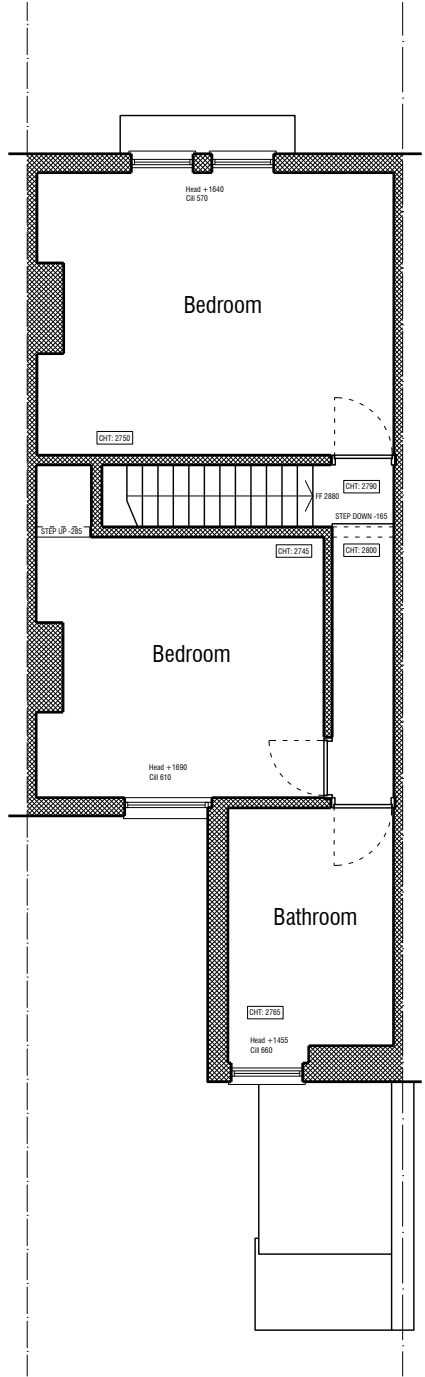 Head +1640
Cill 570
Bedroom
CHT: 2750
CHT: 2790
FF 2880
STEP DOWN -165
STEP UP -285
CHT: 2745
CHT: 2800
Bedroom
Head +1690
Cill 610
Bathroom
CHT: 2765
Head +1455
Cill 660